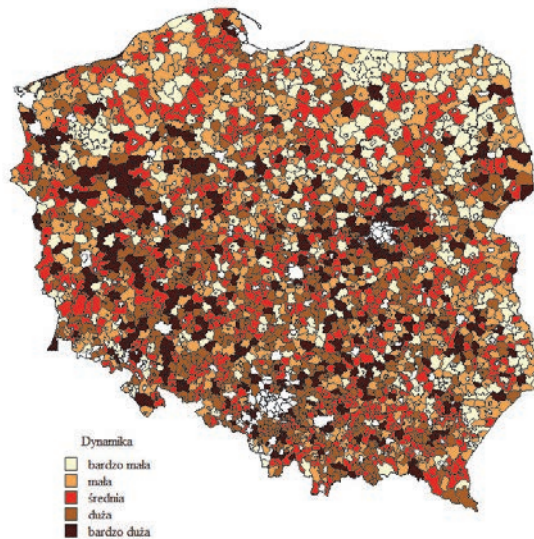 Dynamika
bardzo mała
mała
średnia
duża
bardzo duża